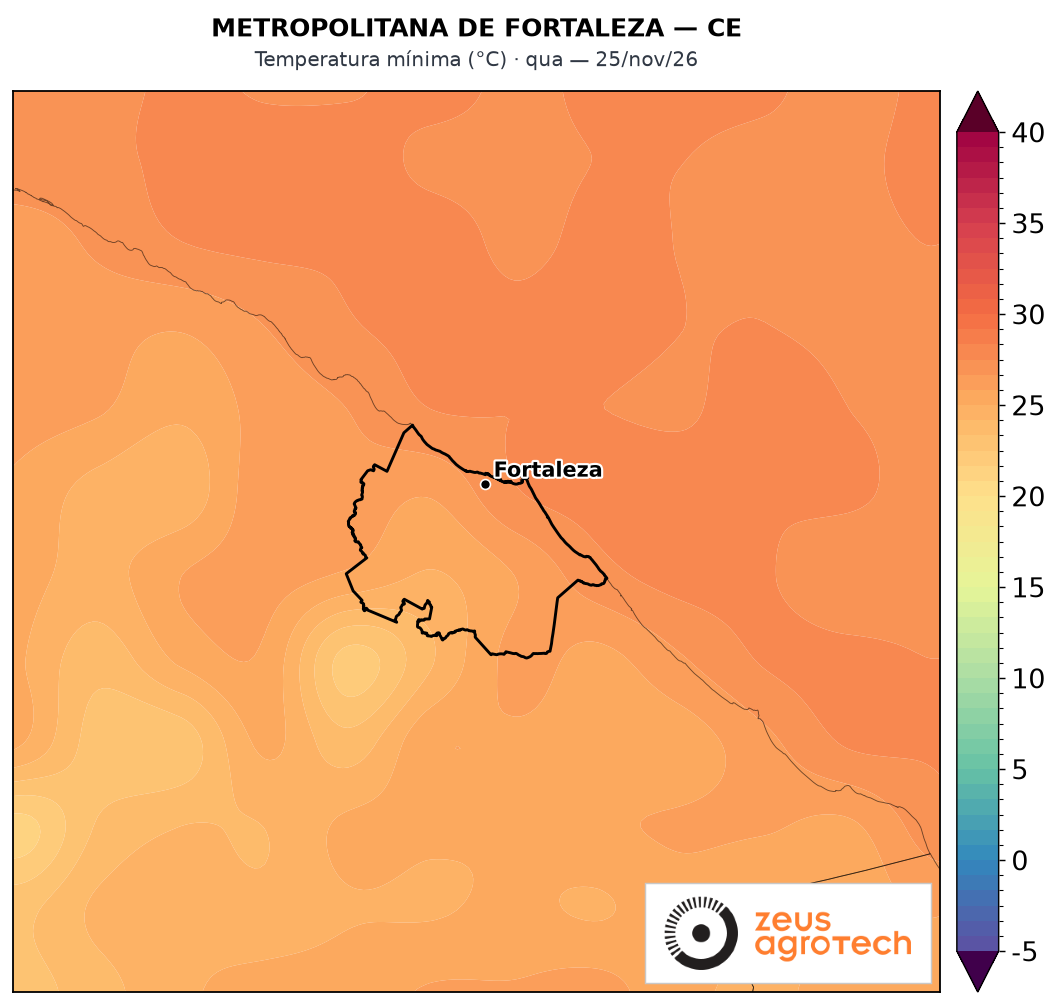 METROPOLITANA DE FORTALEZA — CE
Temperatura mínima (°C) · qua — 25/nov/26
40
35
30
25
20
15
10
5
0
-5
Fortaleza
zeus
agrotech